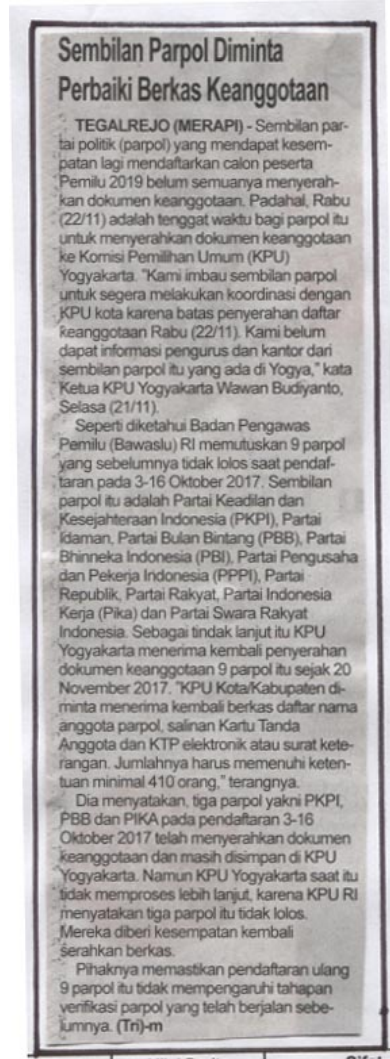 Sembilan Parpol Diminta
Perbaiki Berkas Keanggotaan
TEGALREJO (MERAPI) - Sembilan par-
tai politik (parpol) yang mendapat kesem-
patan lagi mendaftarkan calon peserta
Pemilu 2019 belum semuanya menyerah-
kan dokumen keanggotaan. Padahal, Rabu
(22/11) adalah tenggat waktu bagi parpol itu
untuk menyerahkan dokumen keanggotaan
ke Komisi Pemilihan Umum (KPU)
Yogyakarta. "Kami imbau sembilan parpol
untuk segera melakukan koordinasi dengan
KPU kota karena batas penyerahan daftar
keanggotaan Rabu (22/11). Kami belum
dapat informasi pengurus dan kantor dari
sembilan parpol itu yang ada di Yogya," kata
Ketua KPU Yogyakarta Wawan Budiyanto,
Selasa (21/11).
Seperti diketahui Badan Pengawas
Pemilu (Bawaslu) RI memutuskan 9 parpol
yang sebelumnya tidak lolos saat pendaf-
taran pada 3-16 Oktober 2017. Sembilan
parpol itu adalah Partai Keadilan dan
Kesejahteraan Indonesia (PKPI), Partai
Idaman, Partai Bulan Bintang (PBB), Partai
Bhinneka Indonesia (PBI), Partai Pengusaha
dan Pekerja Indonesia (PPPI), Partai
Republik, Partai Rakyat, Partai Indonesia
Kerja (Pika) dan Partai Swara Rakyat
Indonesia. Sebagai tindak lanjut itu KPU
Yogyakarta menerima kembali penyerahan
dokumen keanggotaan 9 parpol itu sejak 20
November 2017. "KPU Kota/Kabupaten di-
minta menerima kembali berkas daftar nama
anggota parpol, salinan Kartu Tanda
Anggota dan KTP elektronik atau surat kete-
rangan. Jumlahnya harus memenuhi keten-
tuan minimal 410 orang," terangnya.
Dia menyatakan, tiga parpol yakni PKPI,
PBB dan PIKA pada pendaftaran 3-16
Oktober 2017 telah menyerahkan dokumen
keanggotaan dan masih disimpan di KPU
Yogyakarta. Namun KPU Yogyakarta saat itu
tidak memproses lebih lanjut, karena KPU RI
menyatakan tiga parpol itu tidak lolos.
Mereka diberi kesempatan kembali
serahkan berkas.
Pihaknya memastikan pendaftaran ulang
9 parpol itu tidak mempengaruhi tahapan
verifikasi parpol yang telah berjalan sebe-
lumnya. (Tri)-m